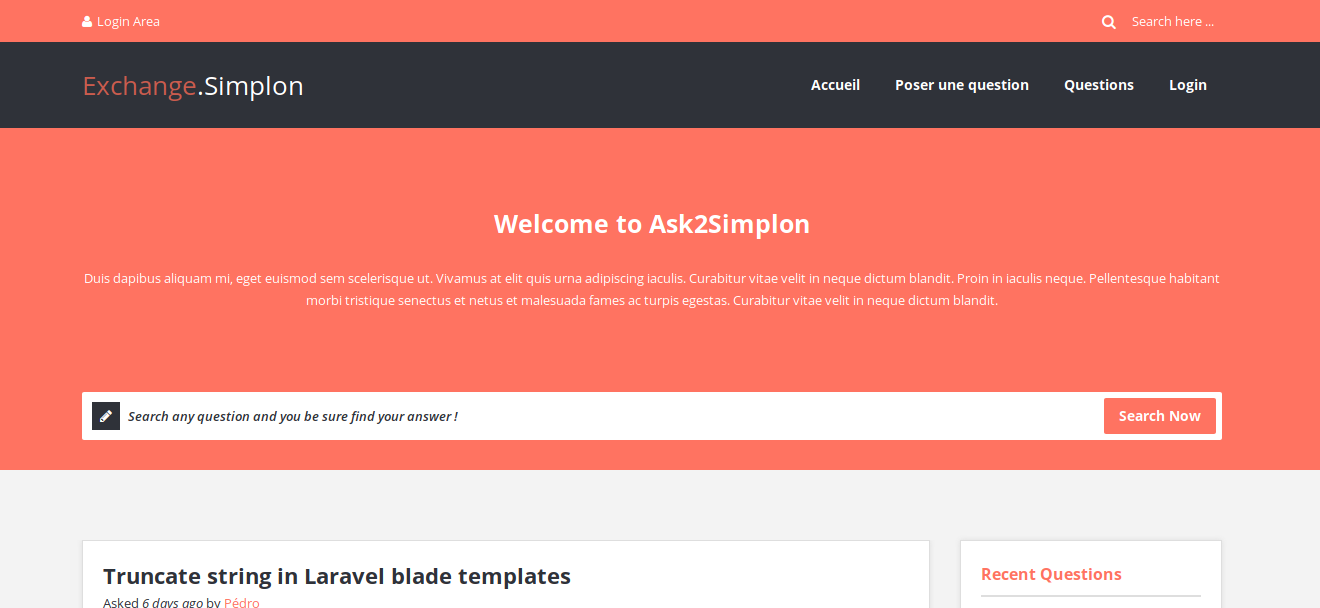 Login Area
Search here ...
Exchange.Simplon
Accueil
Poser une question
Questions
Login
Welcome to Ask2Simplon
Duis dapibus aliquam mi, eget euismod sem scelerisque ut. Vivamus at elit quis urna adipiscing iaculis. Curabitur vitae velit in neque dictum blandit. Proin in iaculis neque. Pellentesque habitant
morbi tristique senectus et netus et malesuada fames ac turpis egestas. Curabitur vitae velit in neque dictum blandit.
Search any question and you be sure find your answer !
Search Now
Truncate string in Laravel blade templates
Asked 6 days ago by Pédro
Recent Questions